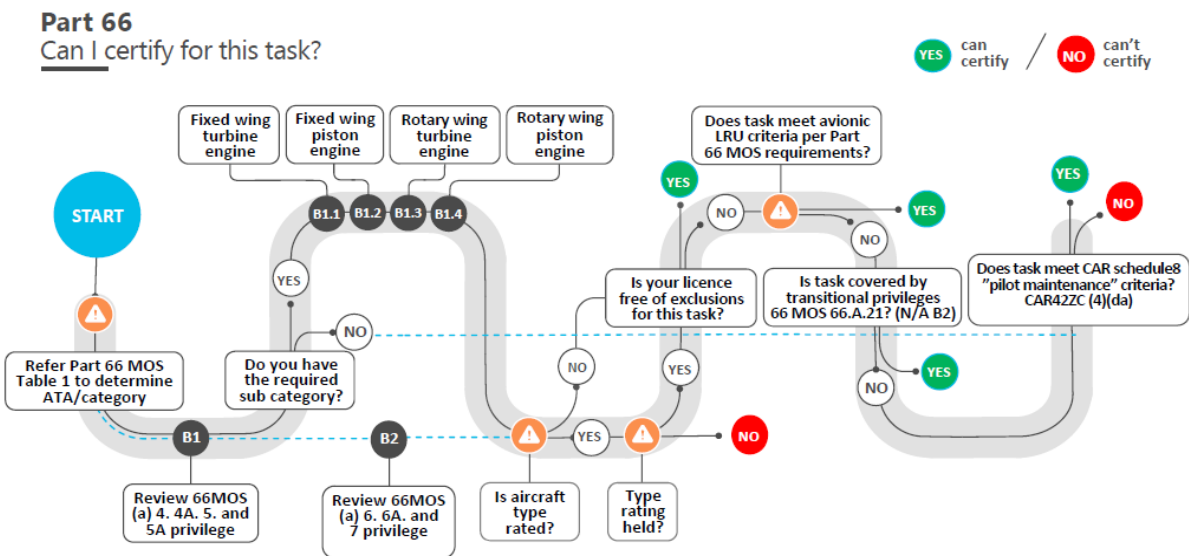 Part 66
Can I certify for this task?
YES
can
certify
NO
can't
certify
START
Fixed wing
turbine
engine
Fixed wing
piston
engine
Rotary wing
turbine
engine
Rotary wing
piston
engine
B1.1
B1.2
B1.3
B1.4
Does task meet avionic
LRU criteria per Part
66 MOS requirements?
YES
NO
YES
NO
YES
NO
YES
Refer Part 66 MOS
Table 1 to determine
ATA/category
Do you have
the required
sub category?
NO
Is your licence
free of exclusions
for this task?
Is task covered by
transitional privileges
66 MOS 66.A.21? (N/A B2)
Does task meet CAR schedule8
"pilot maintenance" criteria?
CAR42ZC (4)(da)
NO
YES
YES
NO
B1
B2
YES
NO
Review 66MOS
(a) 4. 4A. 5. and
5A privilege
Review 66MOS
(a) 6. 6A. and
7 privilege
Is aircraft
type
rated?
Type
rating
held?